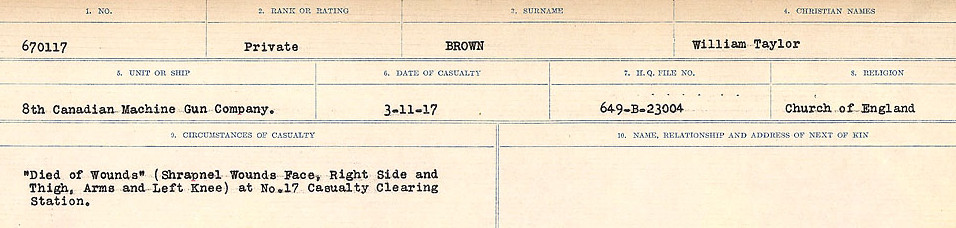 1. NO. 2. RANK OR RATING 3. SURNAME 4. CHRISTIAN NAMES
670117 Private BROWN William Taylor
5. UNIT OR SHIP 6. DATE OF CASUALTY 7. H.Q. FILE NO. 8. RELIGION
8th Canadian Machine Gun Company. 3-11-17 649-B-23004 Church of England
9. CIRCUMSTANCES OF CASUALTY 10. NAME, RELATIONSHIP AND ADDRESS OF NEXT OF KIN
"Died of Wounds" (Shrapnel Wounds Face, Right Side and
Thigh, Arms and Left Knee) at No.17 Casualty Clearing
Station.